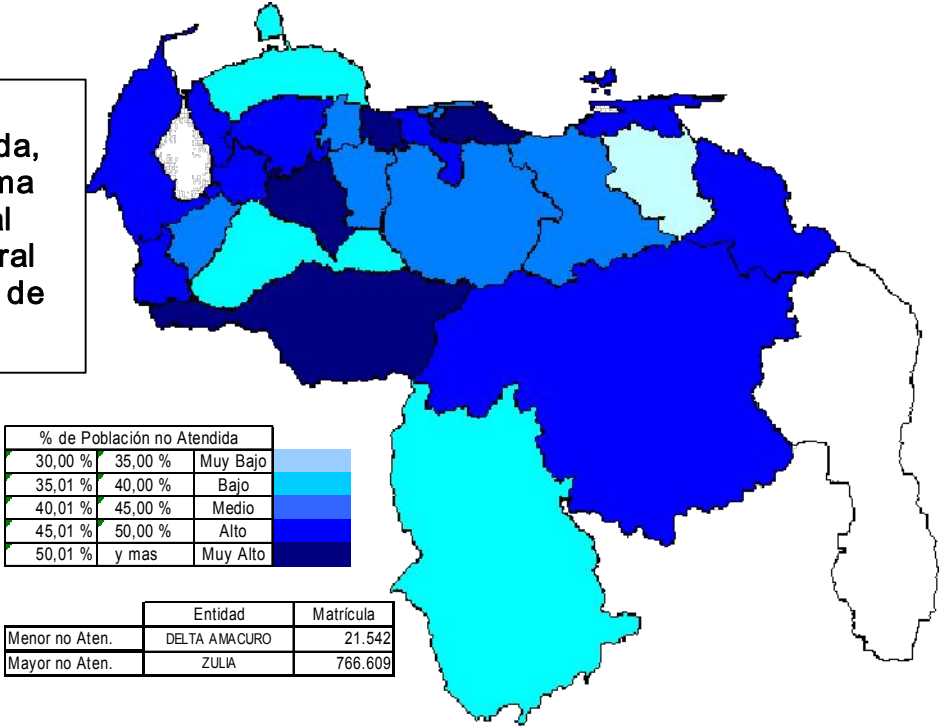 da,
ma
al
ral
de
% de Población no Atendida
30,00 % 35,00 % Muy Bajo
35,01 % 40,00 % Bajo
40,01 % 45,00 % Medio
45,01 % 50,00 % Alto
50,01 % y mas Muy Alto
Entidad Matrícula
Menor no Aten. DELTA AMACURO 21.542
Mayor no Aten. ZULIA 766.609